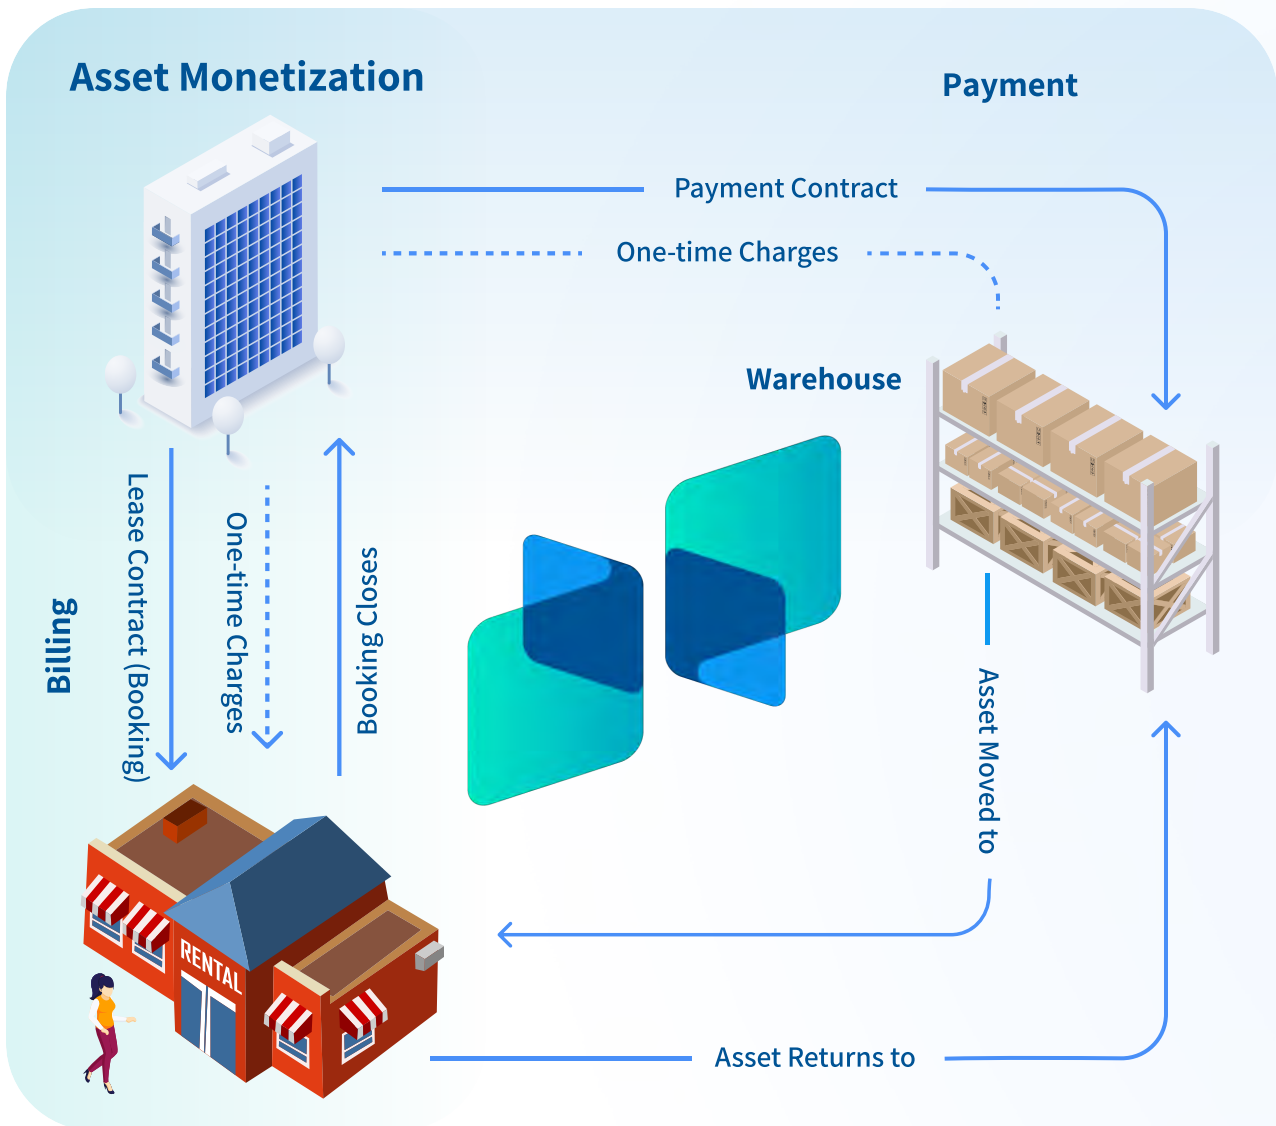 Asset Monetization
Payment
Payment Contract
One-time Charges
Warehouse
Billing
Lease Contract (Booking)
One-time Charges
Booking Closes
Asset Moved to
RENTAL
Asset Returns to